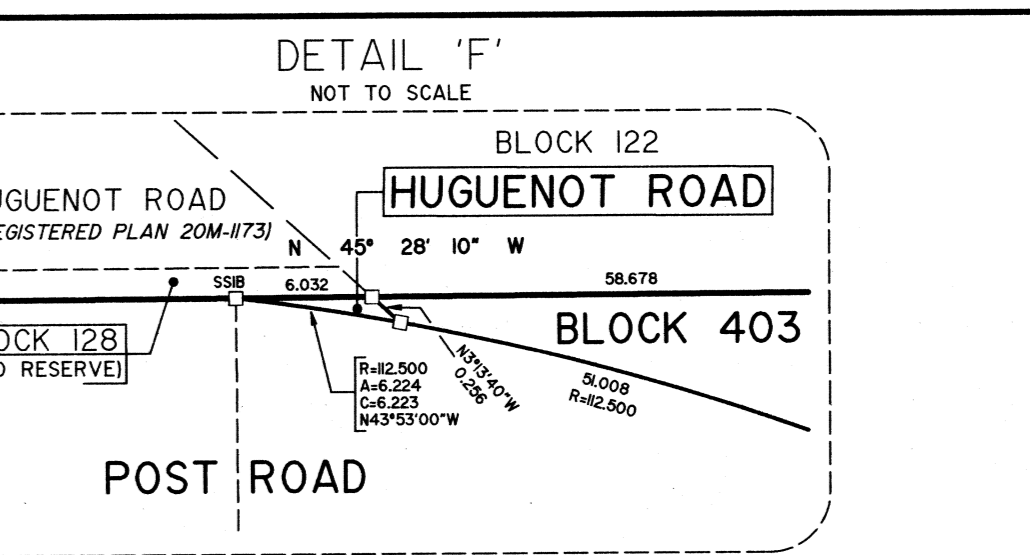 DETAIL 'F'
NOT TO SCALE
BLOCK 122
HUGUENOT ROAD
UGUENOT ROAD
EGISTERED PLAN 20M-1173)
N 45° 28' 10" W
SSIB
6.032
58.678
BLOCK 403
OCK 128
O RESERVE)
R=112.500
A=6.224
C=6.223
N43°53'00"W
N3°13'40"W
0.256
51.008
R=112.500
POST ROAD